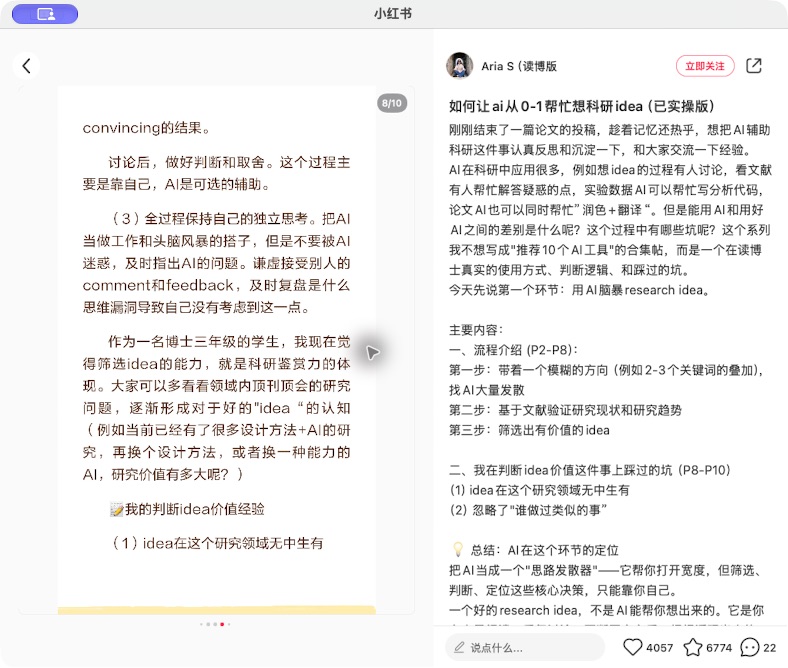 小红书
8/10
convincing的结果。
讨论后，做好判断和取舍。这个过程主
要是靠自己，AI是可选的辅助。
（3）全过程保持自己的独立思考。把AI
当做工作和头脑风暴的搭子，但是不要被AI
迷惑，及时指出AI的问题。谦虚接受别人的
comment和feedback，及时复盘是什么
思维漏洞导致自己没有考虑到这一点。
作为一名博士三年级的学生，我现在觉
得筛选idea的能力，就是科研鉴赏力的体
现。大家可以多看看领域内顶刊顶会的研究
问题，逐渐形成对于好的"idea“的认知
（例如当前已经有了很多设计方法+AI的研
究，再换个设计方法，或者换一种能力的
AI，研究价值有多大呢？）
📝我的判断idea价值经验
（1）idea在这个研究领域无中生有
Aria S (读博版
立即关注
如何让ai从0-1帮忙想科研idea (已实操版)
刚刚结束了一篇论文的投稿，趁着记忆还热乎，想把AI辅助
科研这件事认真反思和沉淀一下，和大家交流一下经验。
AI在科研中应用很多，例如想idea的过程有人讨论，看文献
有人帮忙解答疑惑的点，实验数据AI可以帮忙写分析代码，
论文AI也可以同时帮忙”润色+翻译“。但是能用AI和用好
AI之间的差别是什么呢？这个过程中有哪些坑呢？这个系列
我不想写成"推荐10个AI工具"的合集帖，而是一个在读博
士真实的使用方式、判断逻辑、和踩过的坑。
今天先说第一个环节：用AI脑暴research idea。
主要内容：
一、流程介绍 (P2-P8)：
第一步：带着一个模糊的方向 (例如2-3个关键词的叠加)，
找AI大量发散
第二步：基于文献验证研究现状和研究趋势
第三步：筛选出有价值的idea
二、我在判断idea价值这件事上踩过的坑 (P8-P10)
(1) idea在这个研究领域无中生有
(2) 忽略了"谁做过类似的事”
💡 总结：AI在这个环节的定位
把AI当成一个"思路发散器"——它帮你打开宽度，但筛选、
判断、定位这些核心决策，只能靠你自己。
一个好的research idea，不是AI能帮你想出来的。它是你
说点什么...
4057
6774
22